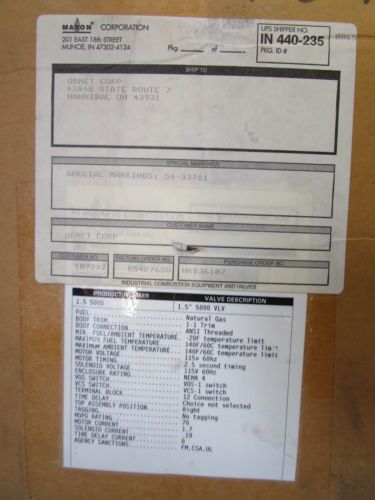 MAXON CORPORATION
201 EAST 18th STREET
MUNCIE, IN 47302-4124
Pkg. of
UPS SHIPPER NO.
IN 440-235
PKG. ID #
SHIP TO
ORMET CORP
43840 STATE ROUTE 7
HANNIBAL OH 43931
SPECIAL MARKINGS
SPECIAL MARKINGS: S4-33781
CUSTOMER NAME
ORMET CORP
CUSTOMER NO.
107777
FACTORY ORDER NO.
PURCHASE ORDER NO.
INDUSTRIAL COMBUSTION EQUIPMENT AND VALVES
PRODUCT NUMBER VALVE DESCRIPTION
1.5 5000 1.5" 5000 VLV
FUEL Natural Gas
BODY TRIM 1-1 Trim
BODY CONNECTION ANSI Threaded
MIN. FUEL/AMBIENT TEMPERATURE -20F temperature limit
MAXIMUM FUEL TEMPERATURE 140F/60C temperature limit
MAXIMUM AMBIENT TEMPERATURE 140F/60C temperature limit
MOTOR VOLTAGE 115v 60Hz
MOTOR TIMING 2.5 second timing
SOLENOID VOLTAGE 115V 60Hz
ENCLOSURE RATING NEMA 4
VOS SWITCH VOS-1 switch
VCS SWITCH VCS-1 switch
TERMINAL BLOCK 12 Connection
TIME DELAY Choice not selected
TOP ASSEMBLY POSITION Right
TAGGING No tagging
MOPD RATING 70
MOTOR CURRENT 1.7
SOLENOID CURRENT .19
TIME DELAY CURRENT 0
AGENCY SANCTIONS FM,CSA,UL